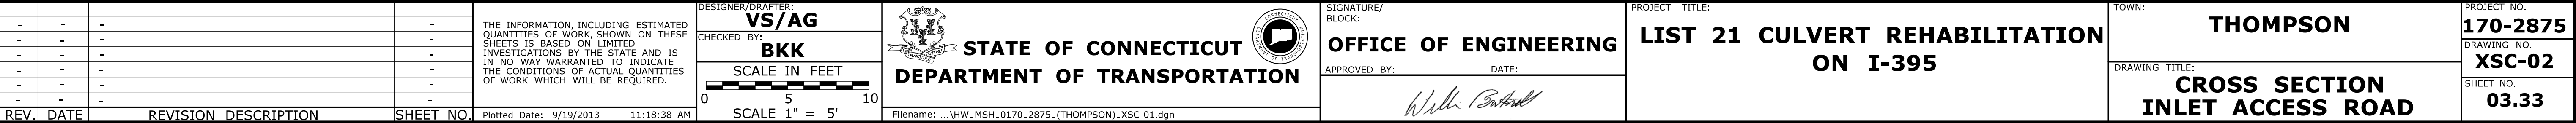 - - - -
- - - -
- - - -
- - - -
- - - -
- - - -
REV. DATE REVISION DESCRIPTION SHEET NO.
THE INFORMATION, INCLUDING ESTIMATED
QUANTITIES OF WORK, SHOWN ON THESE
SHEETS IS BASED ON LIMITED
INVESTIGATIONS BY THE STATE AND IS
IN NO WAY WARRANTED TO INDICATE
THE CONDITIONS OF ACTUAL QUANTITIES
OF WORK WHICH WILL BE REQUIRED.
Plotted Date: 9/19/2013 11:18:38 AM
DESIGNER/DRAFTER:
VS/AG
CHECKED BY:
BKK
SCALE IN FEET
0 5 10
SCALE 1" = 5'
STATE OF CONNECTICUT
DEPARTMENT OF TRANSPORTATION
Filename: ...\HW_MSH_0170_2875_(THOMPSON)_XSC-01.dgn
SIGNATURE/
BLOCK:
OFFICE OF ENGINEERING
APPROVED BY: DATE:
PROJECT TITLE:
LIST 21 CULVERT REHABILITATION
ON I-395
TOWN:
THOMPSON
DRAWING TITLE:
CROSS SECTION
INLET ACCESS ROAD
PROJECT NO.
170-2875
DRAWING NO.
XSC-02
SHEET NO.
03.33